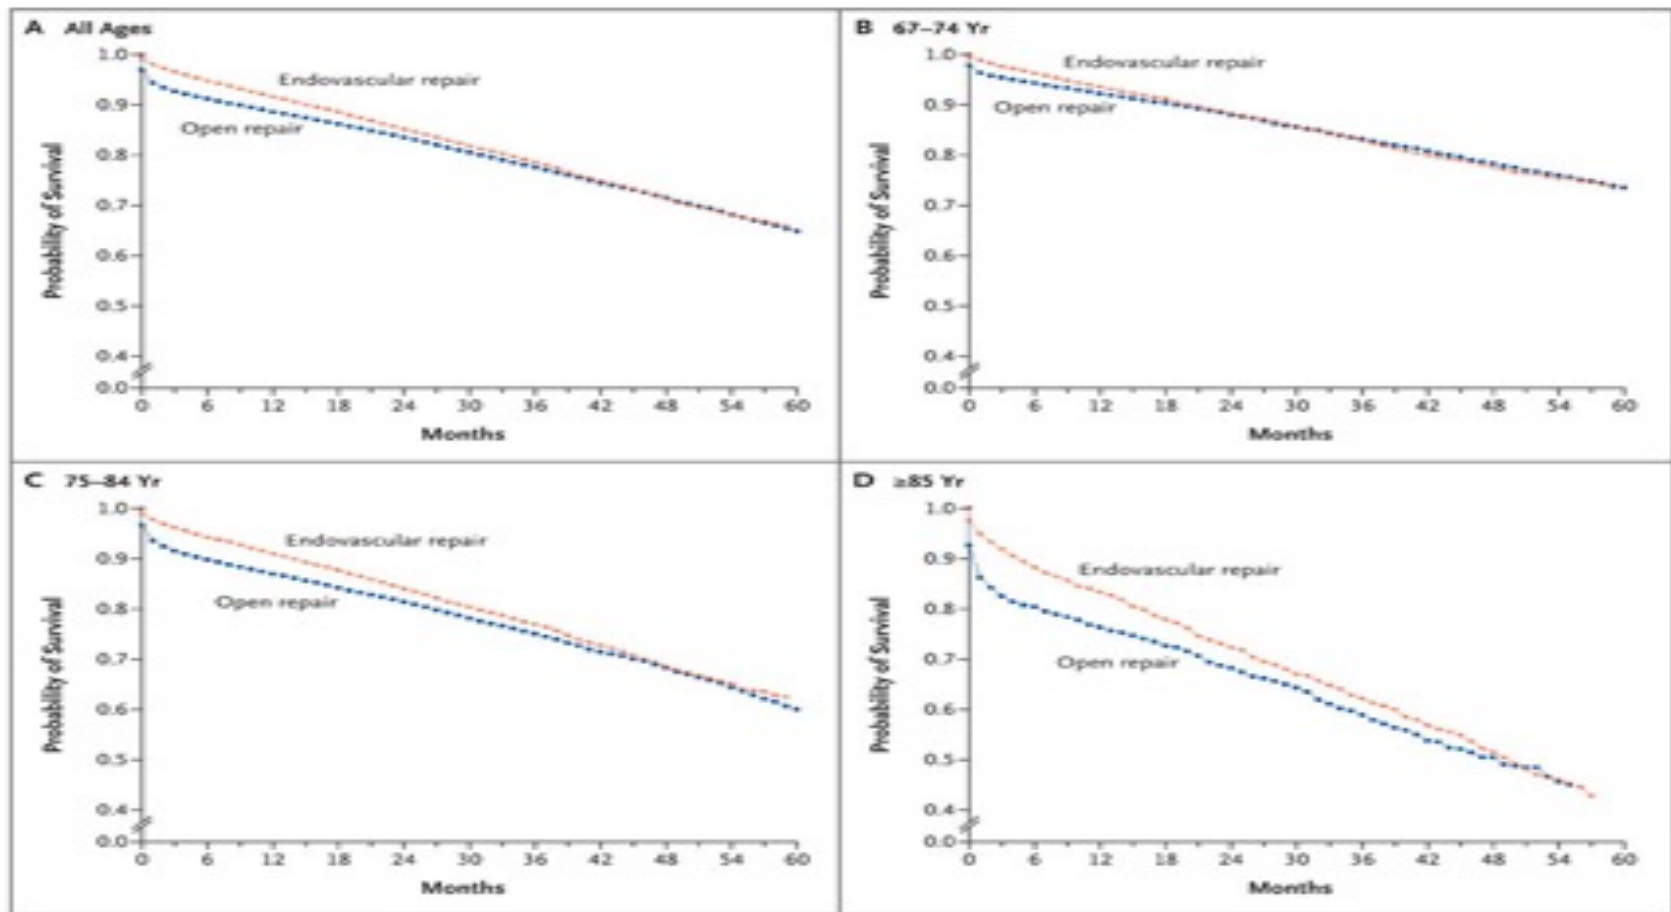 A All Ages
1.0
0.9
0.8
0.7
0.6
0.5
0.4
0.0
Probability of Survival
Endovascular repair
Open repair
0 6 12 18 24 30 36 42 48 54 60
Months
B 67–74 Yr
1.0
0.9
0.8
0.7
0.6
0.5
0.4
0.0
Probability of Survival
Endovascular repair
Open repair
0 6 12 18 24 30 36 42 48 54 60
Months
C 75–84 Yr
1.0
0.9
0.8
0.7
0.6
0.5
0.4
0.0
Probability of Survival
Endovascular repair
Open repair
0 6 12 18 24 30 36 42 48 54 60
Months
D ≥85 Yr
1.0
0.9
0.8
0.7
0.6
0.5
0.4
0.0
Probability of Survival
Endovascular repair
Open repair
0 6 12 18 24 30 36 42 48 54 60
Months